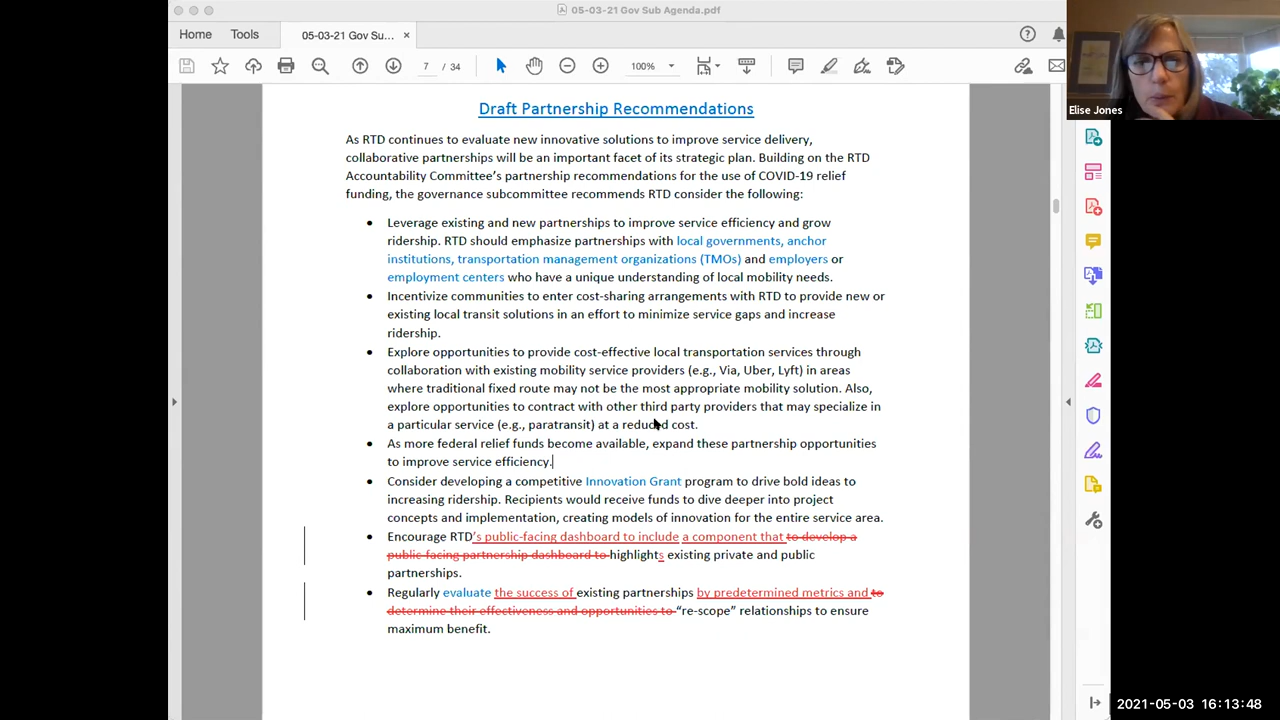 05-03-21 Gov Sub Agenda.pdf
Home Tools 05-03-21 Gov Su... ×
7 / 34 100%
Elise Jones
Draft Partnership Recommendations
As RTD continues to evaluate new innovative solutions to improve service delivery,
collaborative partnerships will be an important facet of its strategic plan. Building on the RTD
Accountability Committee's partnership recommendations for the use of COVID-19 relief
funding, the governance subcommittee recommends RTD consider the following:
• Leverage existing and new partnerships to improve service efficiency and grow
ridership. RTD should emphasize partnerships with local governments, anchor
institutions, transportation management organizations (TMOs) and employers or
employment centers who have a unique understanding of local mobility needs.
• Incentivize communities to enter cost-sharing arrangements with RTD to provide new or
existing local transit solutions in an effort to minimize service gaps and increase
ridership.
• Explore opportunities to provide cost-effective local transportation services through
collaboration with existing mobility service providers (e.g., Via, Uber, Lyft) in areas
where traditional fixed route may not be the most appropriate mobility solution. Also,
explore opportunities to contract with other third party providers that may specialize in
a particular service (e.g., paratransit) at a reduced cost.
• As more federal relief funds become available, expand these partnership opportunities
to improve service efficiency.
• Consider developing a competitive Innovation Grant program to drive bold ideas to
increasing ridership. Recipients would receive funds to dive deeper into project
concepts and implementation, creating models of innovation for the entire service area.
• Encourage RTD's public-facing dashboard to include a component that to develop a
public-facing partnership dashboard to highlights existing private and public
partnerships.
• Regularly evaluate the success of existing partnerships by predetermined metrics and to
determine their effectiveness and opportunities to "re-scope" relationships to ensure
maximum benefit.
2021-05-03 16:13:48